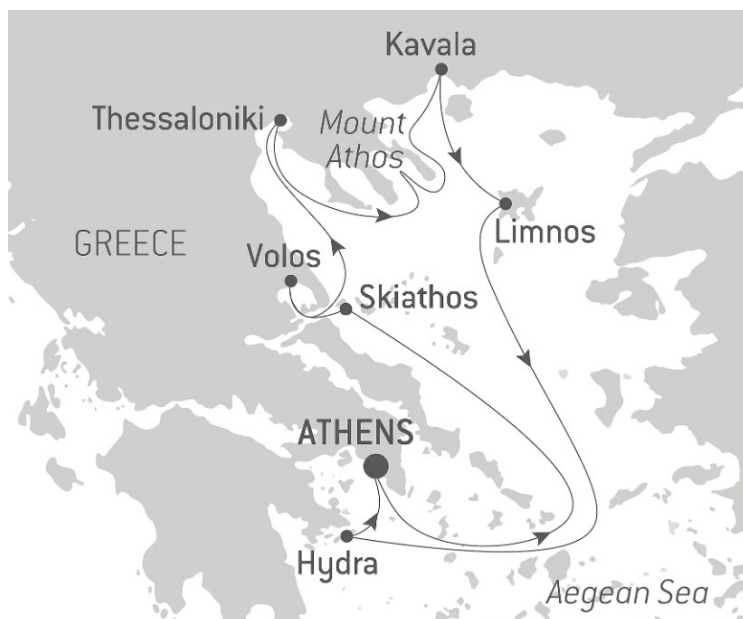 Kavala
Thessaloniki
Mount
Athos
Limnos
GREECE
Volos
Skiathos
ATHENS
Hydra
Aegean Sea